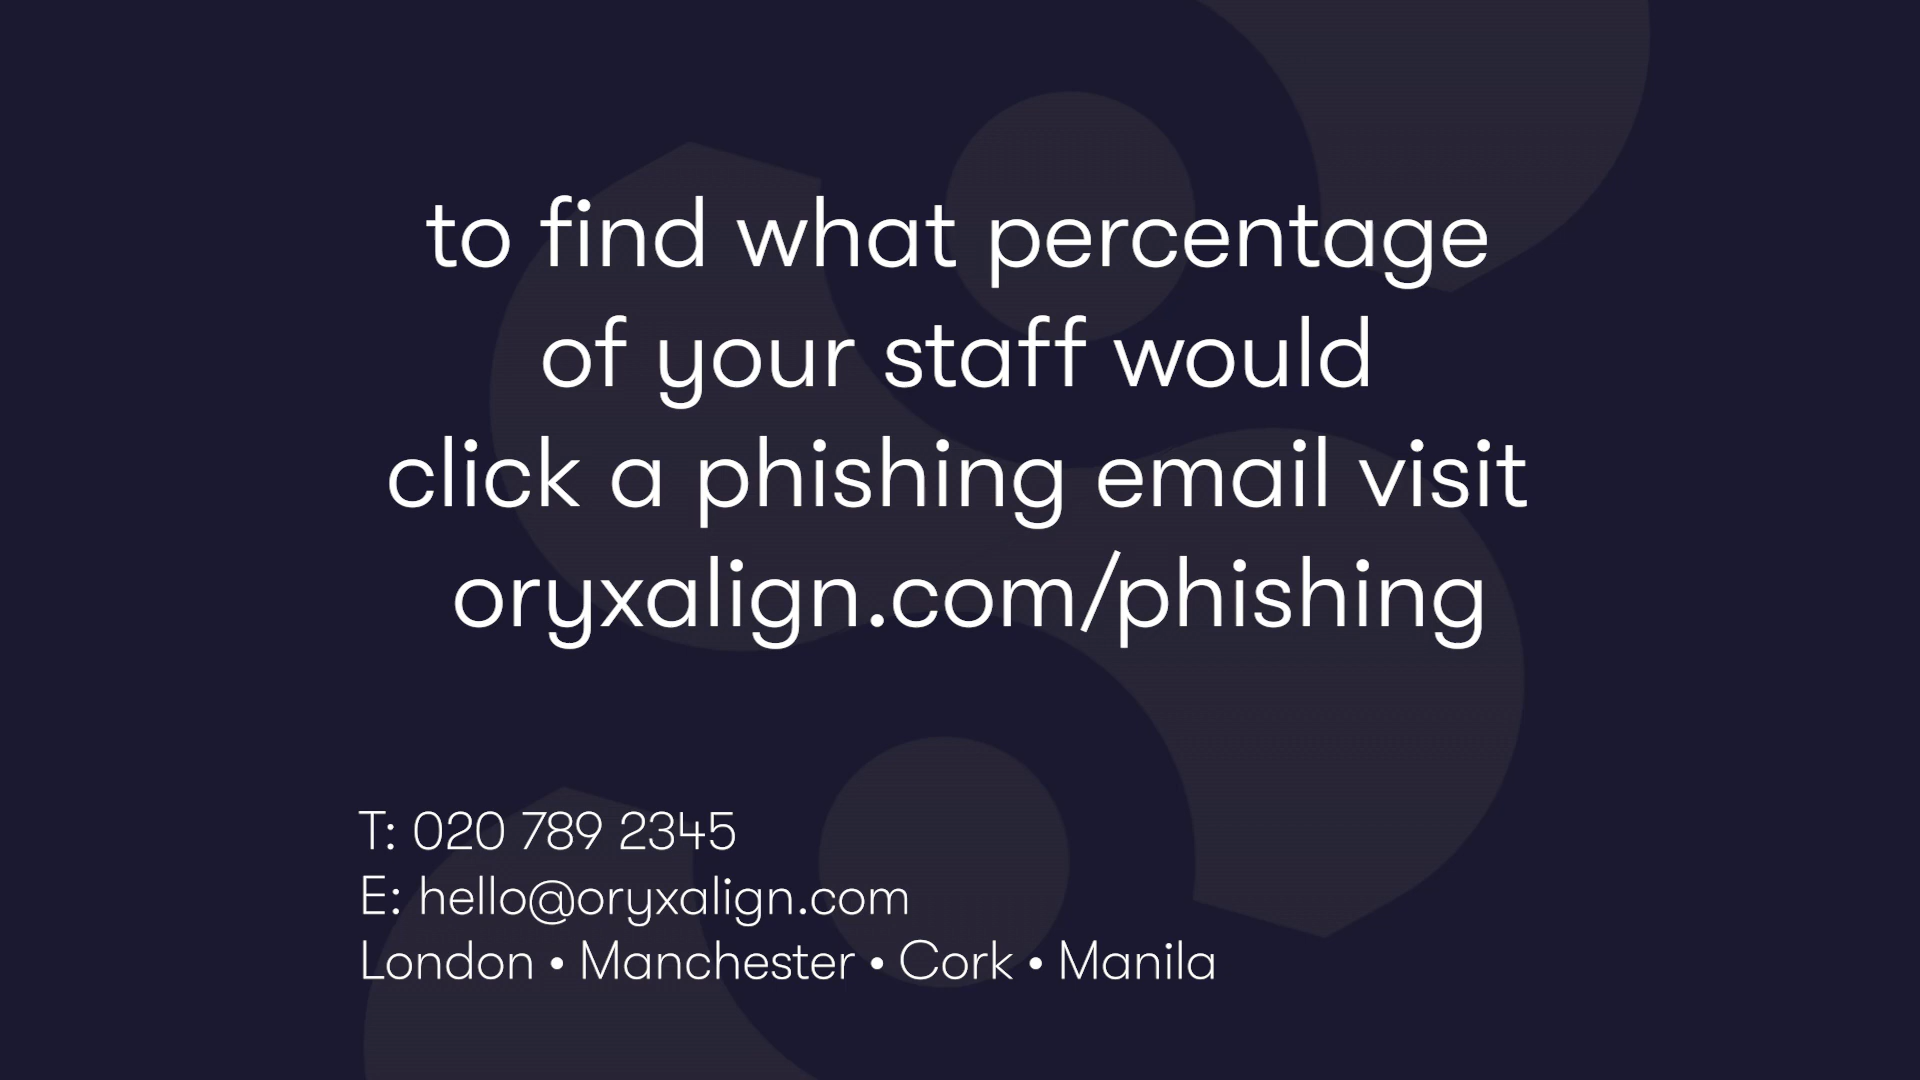 to find what percentage
of your staff would
click a phishing email visit
oryxalign.com/phishing
T: 020 789 2345
E: hello@oryxalign.com
London • Manchester • Cork • Manila